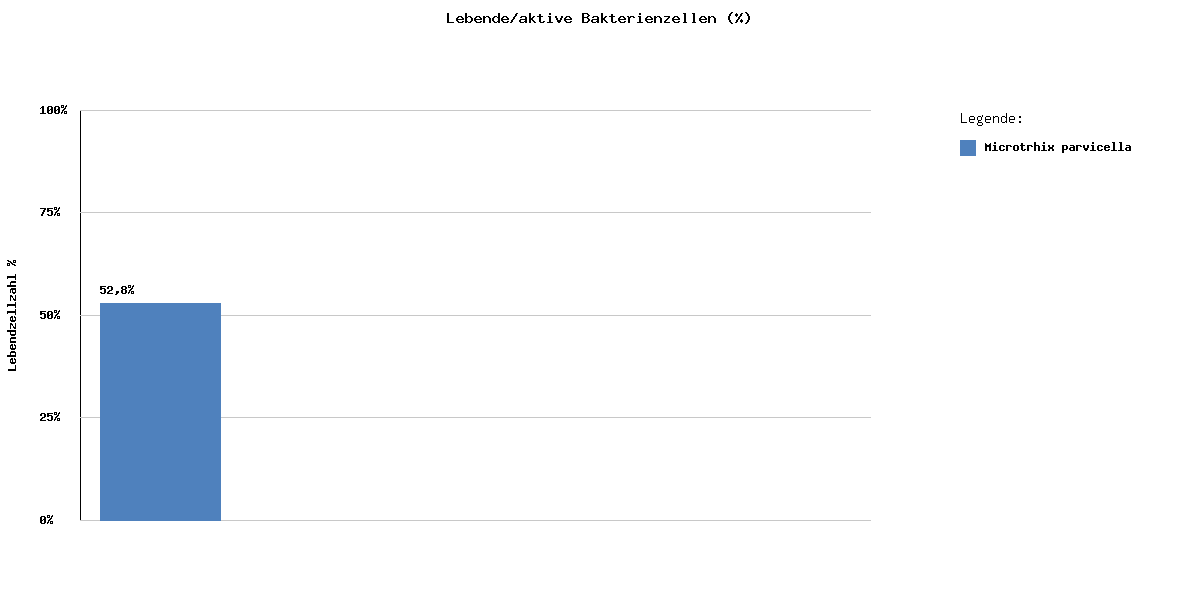 Lebende/aktive Bakterienzellen (%)
100%
75%
50%
25%
0%
Lebendzellzahl %
52,8%
Legende:
Microtrhix parvicella